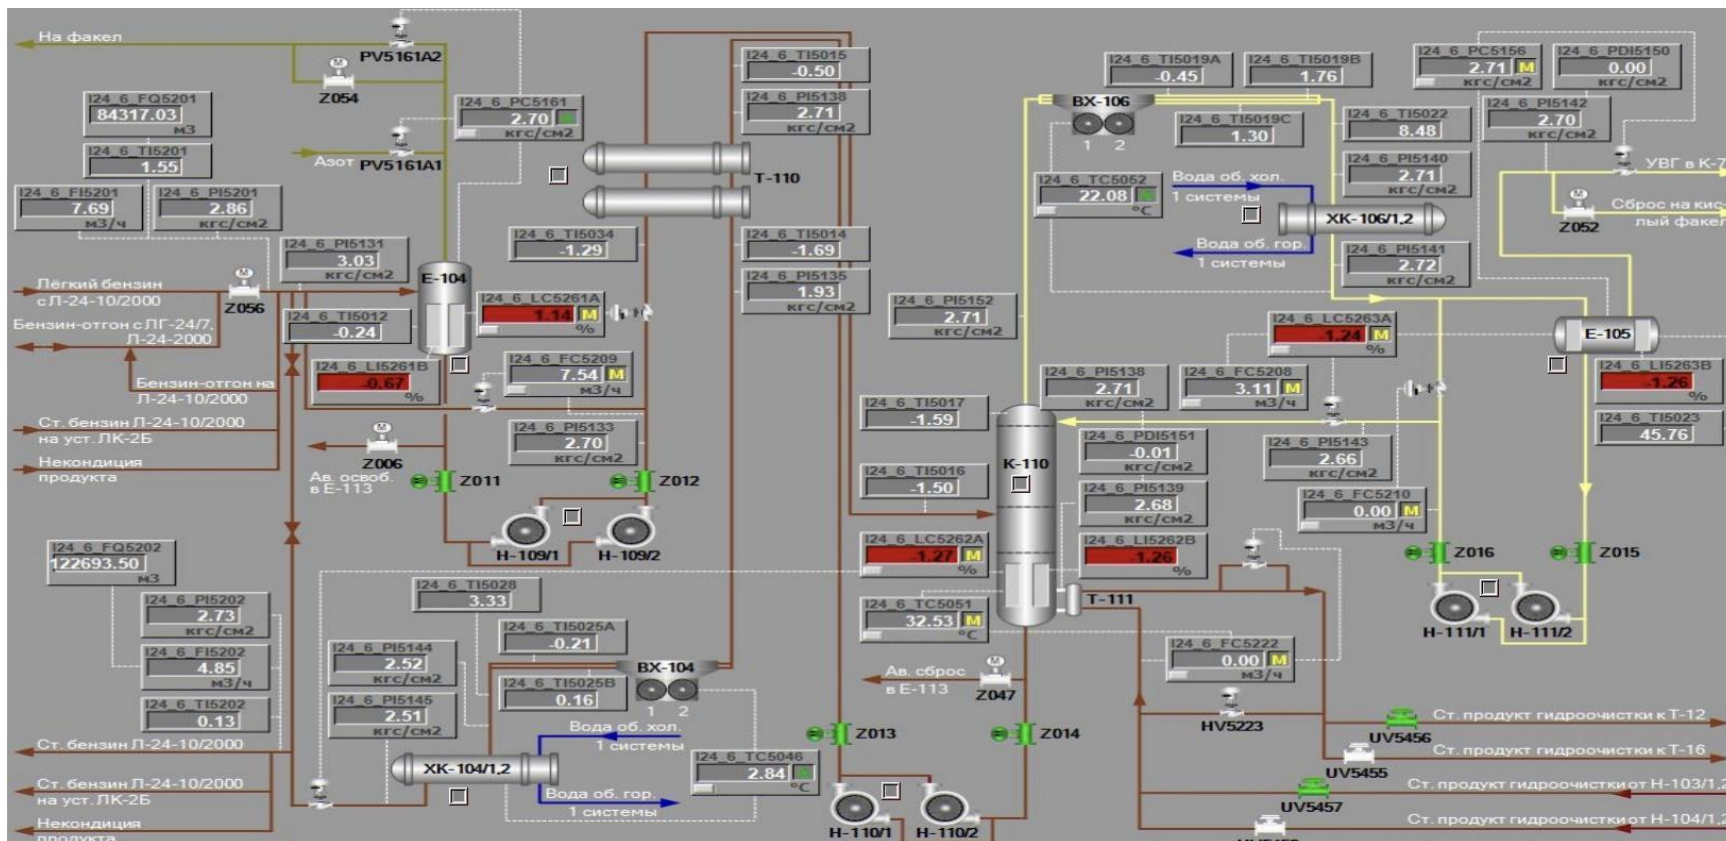 На факел
PV5161A2
Z054
I24_6_FQ5201
84317.03
м3
I24_6_TI5201
1.55
I24_6_FI5201
7.69
м3/ч
I24_6_PI5201
2.86
кгс/см2
I24_6_PC5161
2.70
кгс/см2
Азот
PV5161A1
I24_6_PI5131
3.03
кгс/см2
Лёгкий бензин
с Л-24-10/2000
Z056
Бензин-отгон с ЛГ-24/7,
Л-24-2000
Бензин-отгон на
Л-24-10/2000
Ст. бензин Л-24-10/2000
на уст. ЛК-2Б
Некондиция
продукта
I24_6_TI5012
-0.24
E-104
I24_6_LI5261B
-0.67
%
I24_6_LC5261A
1.14 M
%
I24_6_FC5209
7.54 M
м3/ч
I24_6_PI5133
2.70
кгс/см2
Z006
Ав. освоб.
в Е-113
Z011
Z012
H-109/1
H-109/2
I24_6_TI5034
-1.29
T-110
I24_6_TI5015
-0.50
I24_6_PI5138
2.71
кгс/см2
I24_6_TI5014
-1.69
I24_6_PI5135
1.93
кгс/см2
I24_6_FQ5202
122693.50
м3
I24_6_PI5202
2.73
кгс/см2
I24_6_FI5202
4.85
м3/ч
I24_6_TI5202
0.13
Ст. бензин Л-24-10/2000
Ст. бензин Л-24-10/2000
на уст. ЛК-2Б
Некондиция
продукта
I24_6_TI5028
3.33
I24_6_TI5025A
-0.21
I24_6_PI5144
2.52
кгс/см2
I24_6_PI5145
2.51
кгс/см2
I24_6_TI5025B
0.16
BX-104
1 2
Вода об. хол.
1 системы
XK-104/1,2
Вода об. гор.
1 системы
I24_6_TC5046
2.84
°C
I24_6_TI5019A
-0.45
I24_6_TI5019B
1.76
BX-106
1 2
I24_6_TI5019C
1.30
I24_6_TI5022
8.48
I24_6_PI5140
2.71
кгс/см2
I24_6_TC5052
22.08
°C
Вода об. хол.
1 системы
XK-106/1,2
Вода об. гор.
1 системы
I24_6_PI5141
2.72
кгс/см2
I24_6_PC5156
2.71 M
кгс/см2
I24_6_PDI5150
0.00
кгс/см2
I24_6_PI5142
2.70
кгс/см2
УВГ в К-7
Сброс на кис-
лый факел
Z052
I24_6_PI5152
2.71
кгс/см2
I24_6_LC5263A
-1.24 M
%
E-105
I24_6_LI5263B
-1.26
%
I24_6_TI5023
45.76
I24_6_PI5138
2.71
кгс/см2
I24_6_FC5208
3.11 M
м3/ч
I24_6_TI5017
-1.59
K-110
I24_6_PDI5151
-0.01
кгс/см2
I24_6_PI5143
2.66
кгс/см2
I24_6_TI5016
-1.50
I24_6_PI5139
2.68
кгс/см2
I24_6_FC5210
0.00 M
м3/ч
I24_6_LC5262A
-1.27 M
%
I24_6_LI5262B
-1.26
%
I24_6_TC5051
32.53 M
°C
T-111
Z016
Z015
H-111/1
H-111/2
I24_6_FC5222
0.00 M
м3/ч
Ав. сброс
в Е-113
Z047
Z013
Z014
H-110/1
H-110/2
HV5223
UV5456
Ст. продукт гидроочистки к Т-12
UV5455
Ст. продукт гидроочистки к Т-16
UV5457
Ст. продукт гидроочистки от Н-103/1,2
Ст. продукт гидроочистки от Н-104/1,2